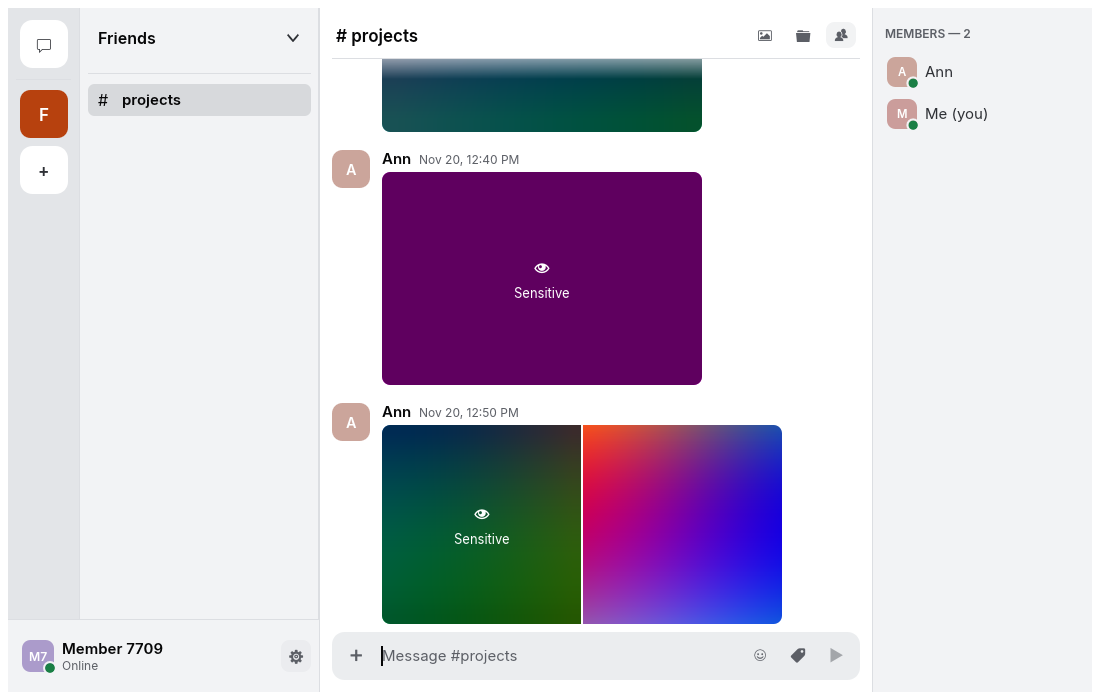 F
+
Friends
# projects
M7
Member 7709
Online
# projects
A
Ann Nov 20, 12:40 PM
Sensitive
A
Ann Nov 20, 12:50 PM
Sensitive
+ Message #projects
MEMBERS — 2
A
Ann
M
Me (you)